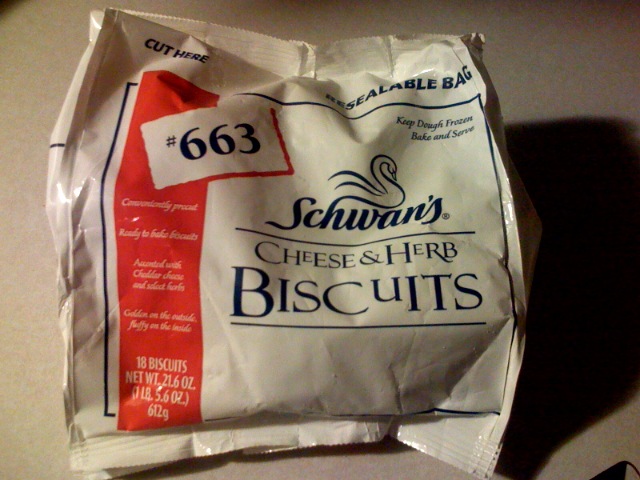 CUT HERE
RESEALABLE BAG
Keep Dough Frozen
Bake and Serve
#663
Schwan's®
CHEESE & HERB
BISCUITS
Conveniently precut
Ready to bake biscuits
Assorted with
Cheddar cheese
and select herbs
Golden on the outside,
fluffy on the inside
18 BISCUITS
NET WT. 21.6 OZ.
(1 LB. 5.6 OZ.)
612g